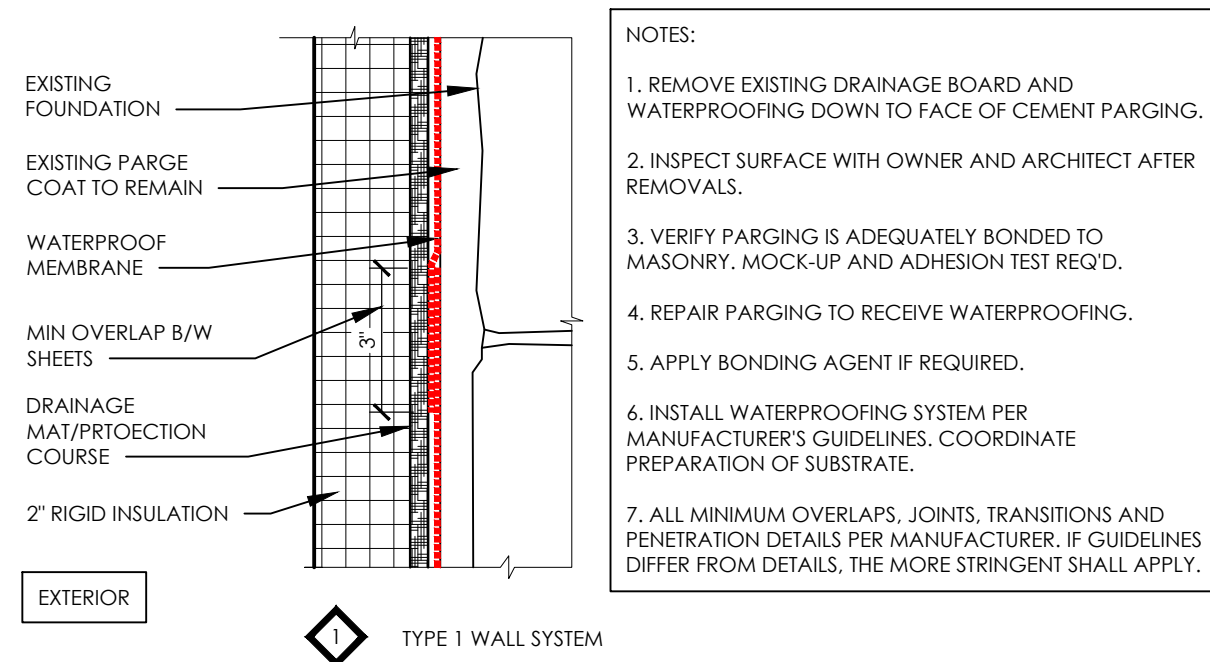 EXISTING
FOUNDATION
EXISTING PARGE
COAT TO REMAIN
WATERPROOF
MEMBRANE
MIN OVERLAP B/W
SHEETS
3"
DRAINAGE
MAT/PRTOECTION
COURSE
2" RIGID INSULATION
EXTERIOR
1
TYPE 1 WALL SYSTEM
NOTES:
1. REMOVE EXISTING DRAINAGE BOARD AND
WATERPROOFING DOWN TO FACE OF CEMENT PARGING.
2. INSPECT SURFACE WITH OWNER AND ARCHITECT AFTER
REMOVALS.
3. VERIFY PARGING IS ADEQUATELY BONDED TO
MASONRY. MOCK-UP AND ADHESION TEST REQ'D.
4. REPAIR PARGING TO RECEIVE WATERPROOFING.
5. APPLY BONDING AGENT IF REQUIRED.
6. INSTALL WATERPROOFING SYSTEM PER
MANUFACTURER'S GUIDELINES. COORDINATE
PREPARATION OF SUBSTRATE.
7. ALL MINIMUM OVERLAPS, JOINTS, TRANSITIONS AND
PENETRATION DETAILS PER MANUFACTURER. IF GUIDELINES
DIFFER FROM DETAILS, THE MORE STRINGENT SHALL APPLY.